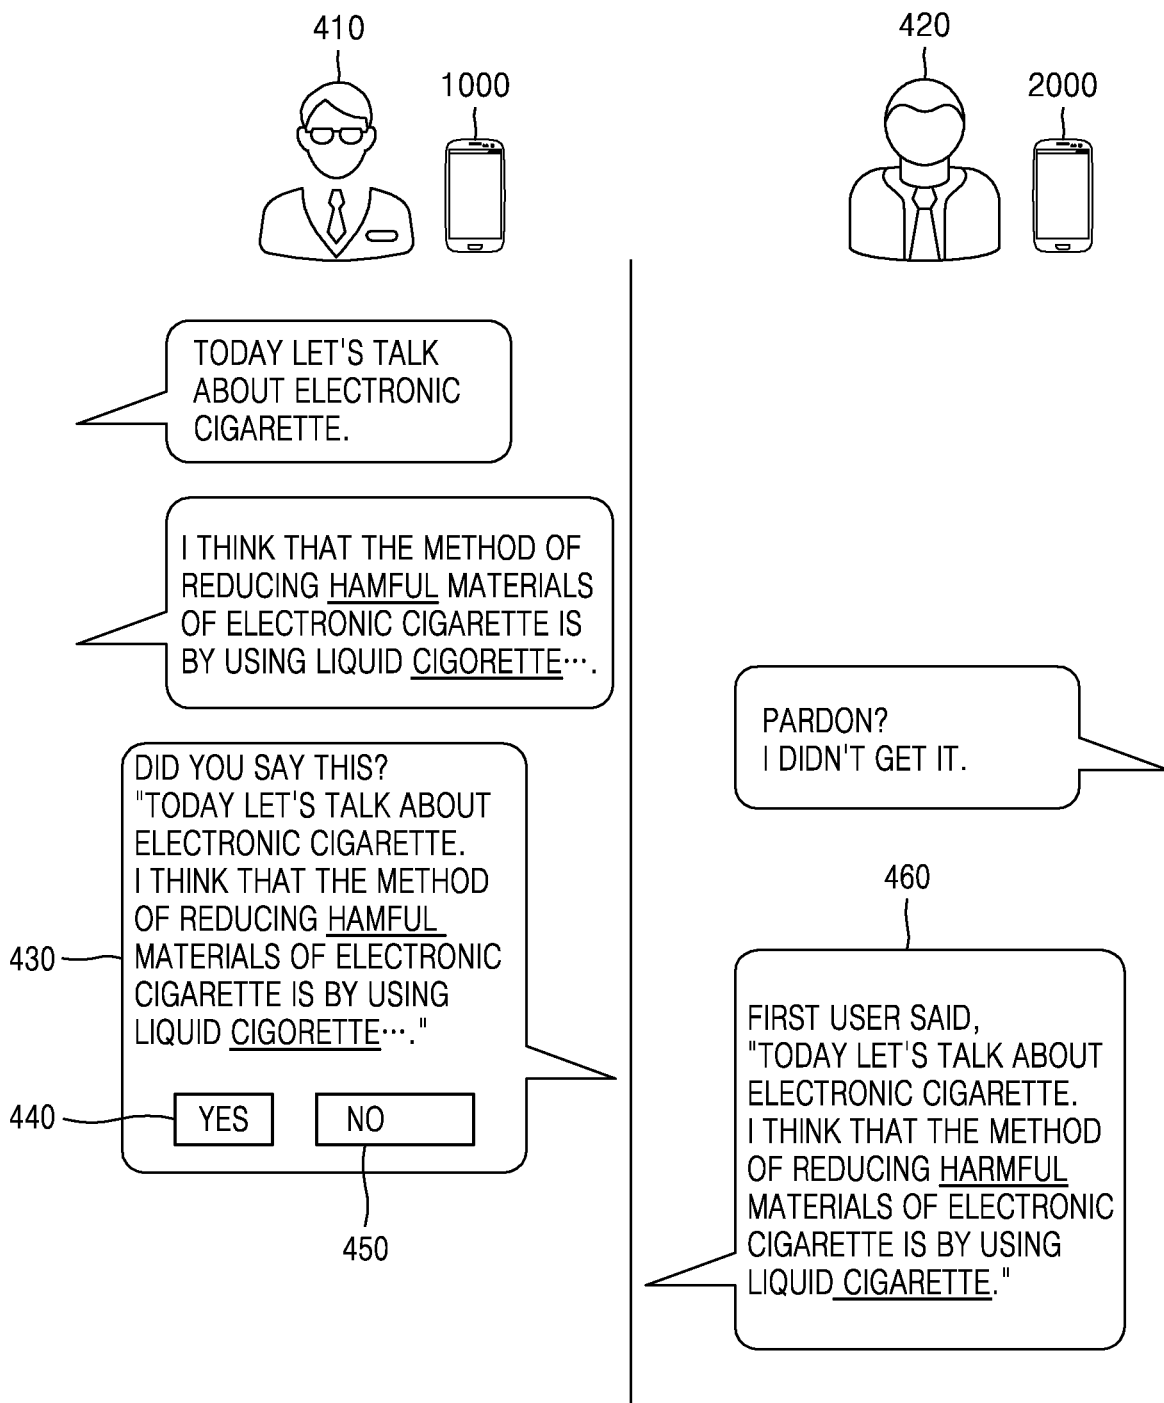 410
1000
420
2000
TODAY LET'S TALK
ABOUT ELECTRONIC
CIGARETTE.
I THINK THAT THE METHOD OF
REDUCING HAMFUL MATERIALS
OF ELECTRONIC CIGARETTE IS
BY USING LIQUID CIGORETTE….
PARDON?
I DIDN'T GET IT.
430
DID YOU SAY THIS?
"TODAY LET'S TALK ABOUT
ELECTRONIC CIGARETTE.
I THINK THAT THE METHOD
OF REDUCING HAMFUL
MATERIALS OF ELECTRONIC
CIGARETTE IS BY USING
LIQUID CIGORETTE…."
440
YES
NO
450
460
FIRST USER SAID,
"TODAY LET'S TALK ABOUT
ELECTRONIC CIGARETTE.
I THINK THAT THE METHOD
OF REDUCING HARMFUL
MATERIALS OF ELECTRONIC
CIGARETTE IS BY USING
LIQUID CIGARETTE."